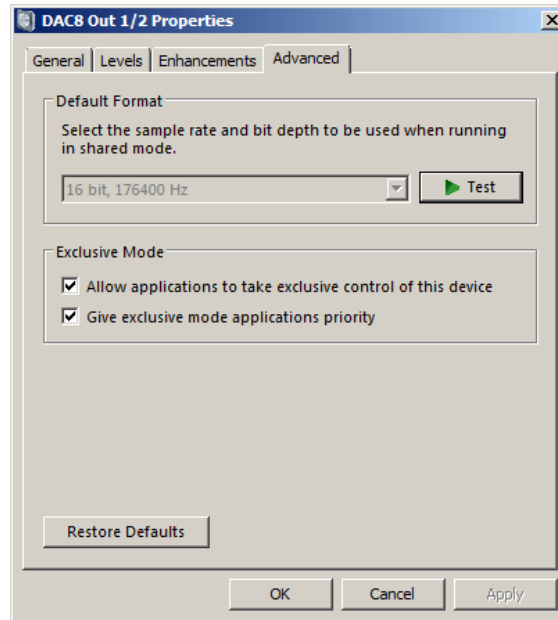 DAC8 Out 1/2 Properties
General Levels Enhancements Advanced
Default Format
Select the sample rate and bit depth to be used when running
in shared mode.
16 bit, 176400 Hz
Test
Exclusive Mode
Allow applications to take exclusive control of this device
Give exclusive mode applications priority
Restore Defaults
OK Cancel Apply